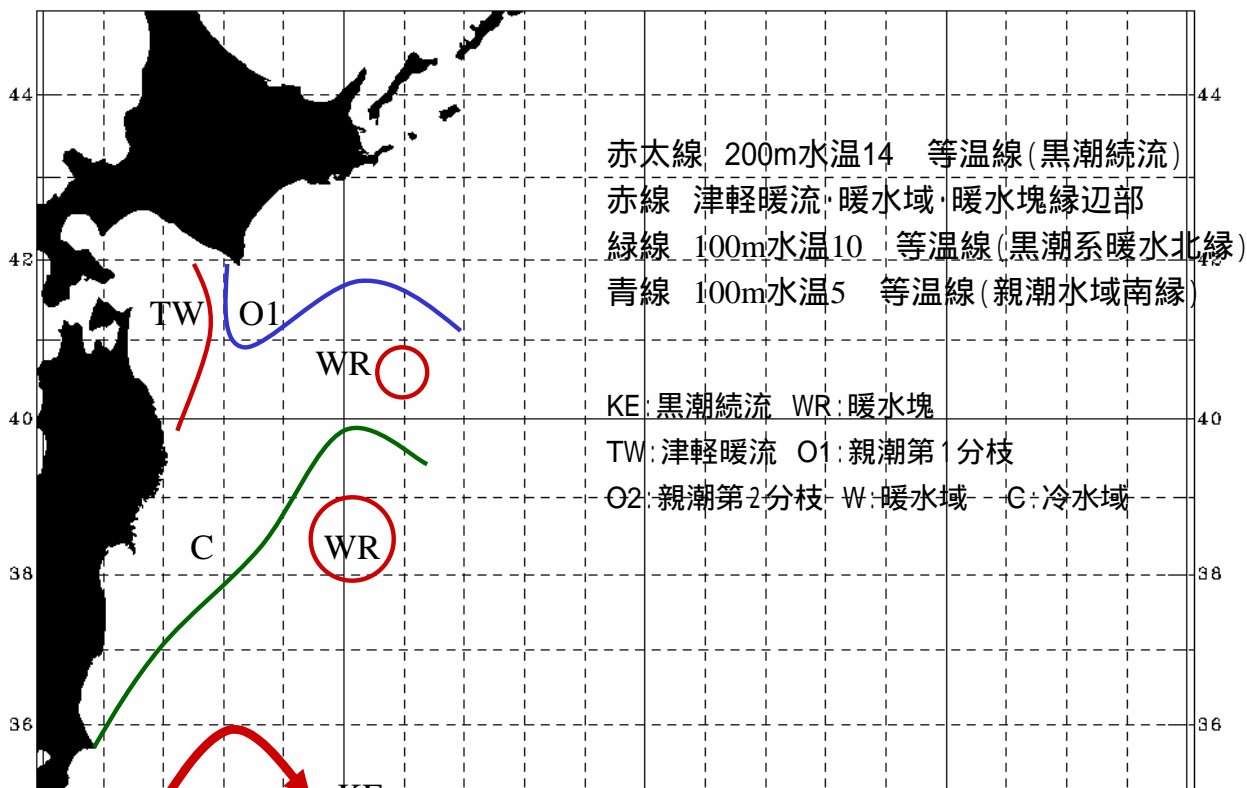 44 44
赤太線 200m水温14 等温線(黒潮続流)
赤線 津軽暖流・暖水域・暖水塊縁辺部
緑線 100m水温10 等温線(黒潮系暖水北縁)
42 42
青線 100m水温5 等温線(親潮水域南縁)
TW O1
WR
KE:黒潮続流 WR:暖水塊
40 40
TW:津軽暖流 O1:親潮第1分枝
O2:親潮第2分枝 W:暖水域 C:冷水域
C WR
38 38
36 36
KE